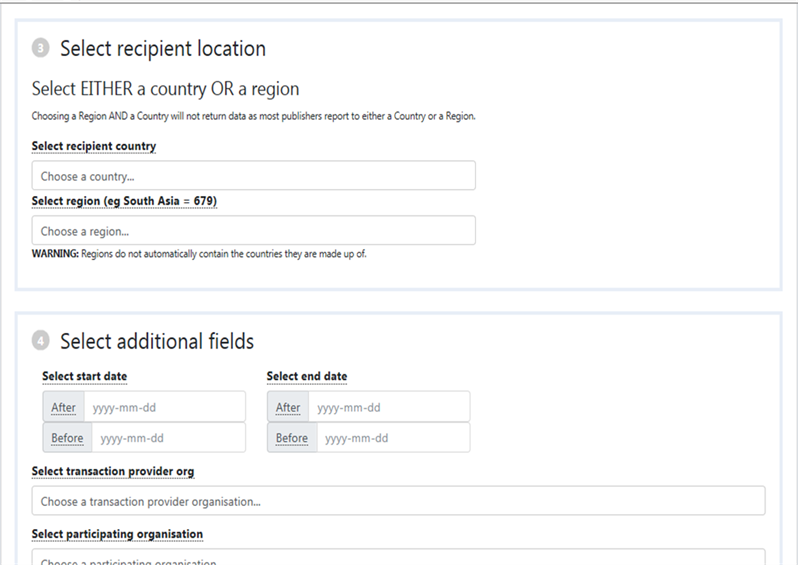 3 Select recipient location
Select EITHER a country OR a region
Choosing a Region AND a Country will not return data as most publishers report to either a Country or a Region.
Select recipient country
Choose a country...
Select region (eg South Asia = 679)
Choose a region...
WARNING: Regions do not automatically contain the countries they are made up of.
4 Select additional fields
Select start date Select end date
After yyyy-mm-dd After yyyy-mm-dd
Before yyyy-mm-dd Before yyyy-mm-dd
Select transaction provider org
Choose a transaction provider organisation...
Select participating organisation
Choose a participating organisation